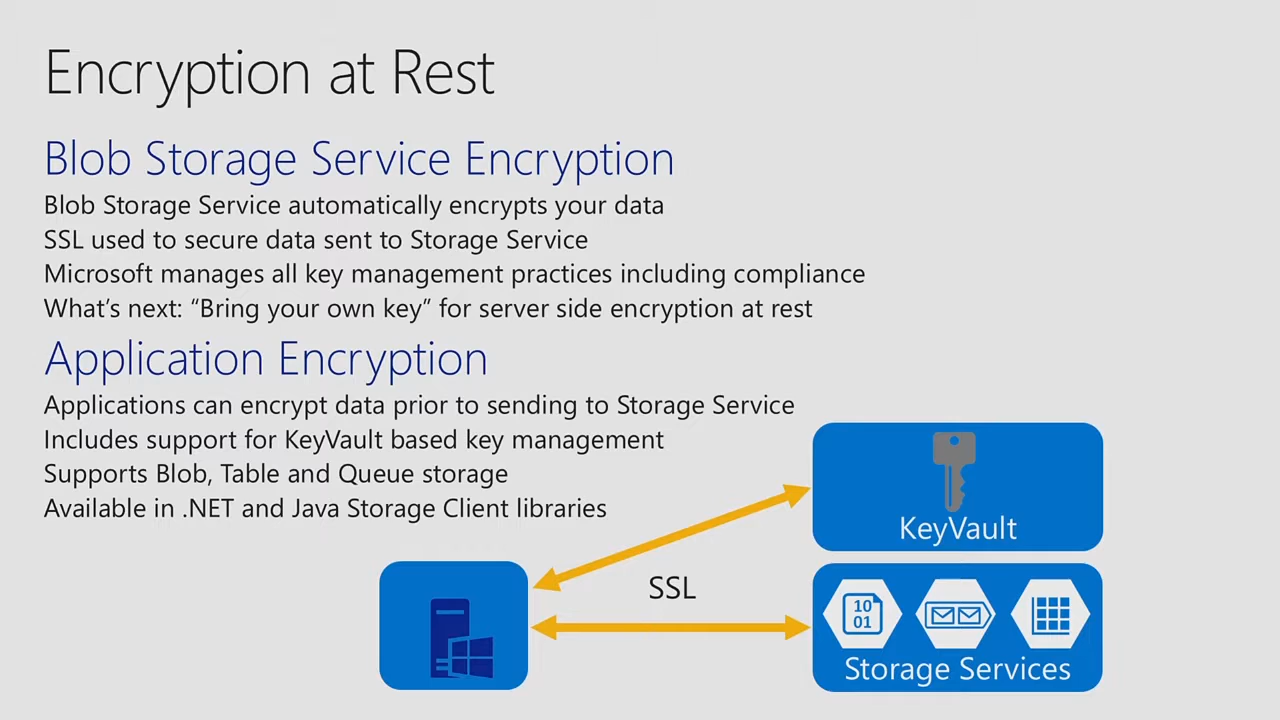 Encryption at Rest
Blob Storage Service Encryption
Blob Storage Service automatically encrypts your data
SSL used to secure data sent to Storage Service
Microsoft manages all key management practices including compliance
What's next: “Bring your own key” for server side encryption at rest
Application Encryption
Applications can encrypt data prior to sending to Storage Service
Includes support for KeyVault based key management
Supports Blob, Table and Queue storage
Available in .NET and Java Storage Client libraries
KeyVault
SSL
10
01
Storage Services